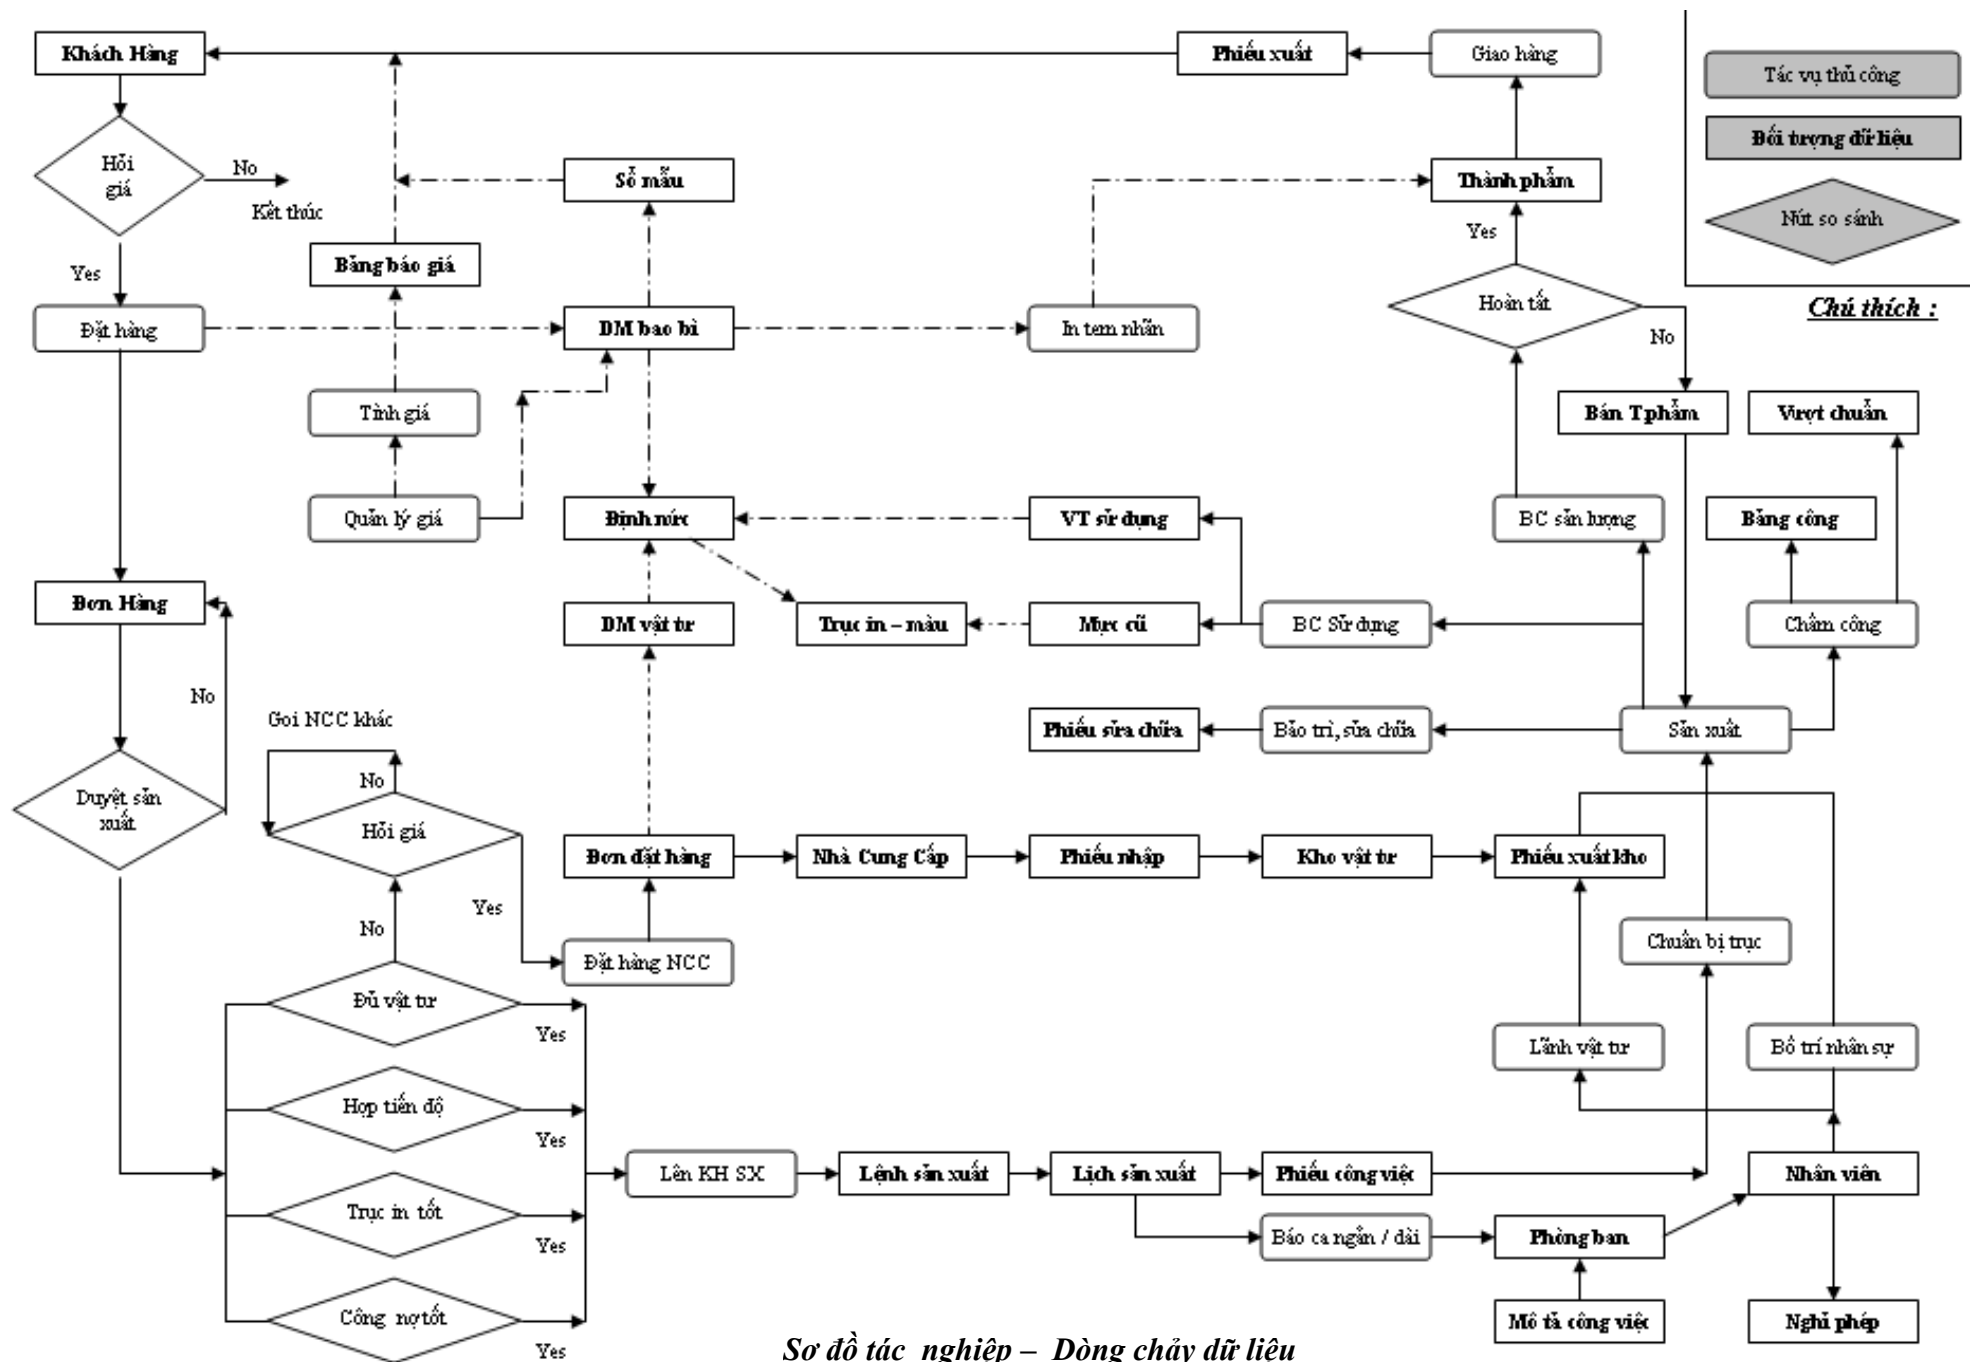 Khách Hàng
Phiếu xuất
Giao hàng
Tác vụ thủ công
Đối tượng dữ liệu
Nút so sánh
Chú thích :
Hỏi
giá
No
Kết thúc
Yes
Sổ mẫu
Thành phẩm
Yes
Bảng báo giá
Đặt hàng
DM bao bì
In tem nhãn
Hoàn tất
No
Tính giá
Bán Tphẩm
Vượt chuẩn
Quản lý giá
Định mức
VT sử dụng
BC sản lượng
Bảng công
Đơn Hàng
DM vật tư
Trục in – màu
Mực cũ
BC Sử dụng
Chấm công
No
Goi NCC khác
Phiếu sửa chữa
Bảo trì, sửa chữa
Sản xuất
Duyệt sản
xuất
No
Hỏi giá
Đơn đặt hàng
Nhà Cung Cấp
Phiếu nhập
Kho vật tư
Phiếu xuất kho
Yes
No
Đặt hàng NCC
Chuẩn bị trục
Đủ vật tư
Yes
Lãnh vật tư
Bố trí nhân sự
Hợp tiến độ
Yes
Lên KH SX
Lệnh sản xuất
Lịch sản xuất
Phiếu công việc
Nhân viên
Trục in tốt
Yes
Báo ca ngắn / dài
Phòng ban
Công nợ tốt
Yes
Mô tả công việc
Nghỉ phép
Sơ đồ tác nghiệp – Dòng chảy dữ liệu